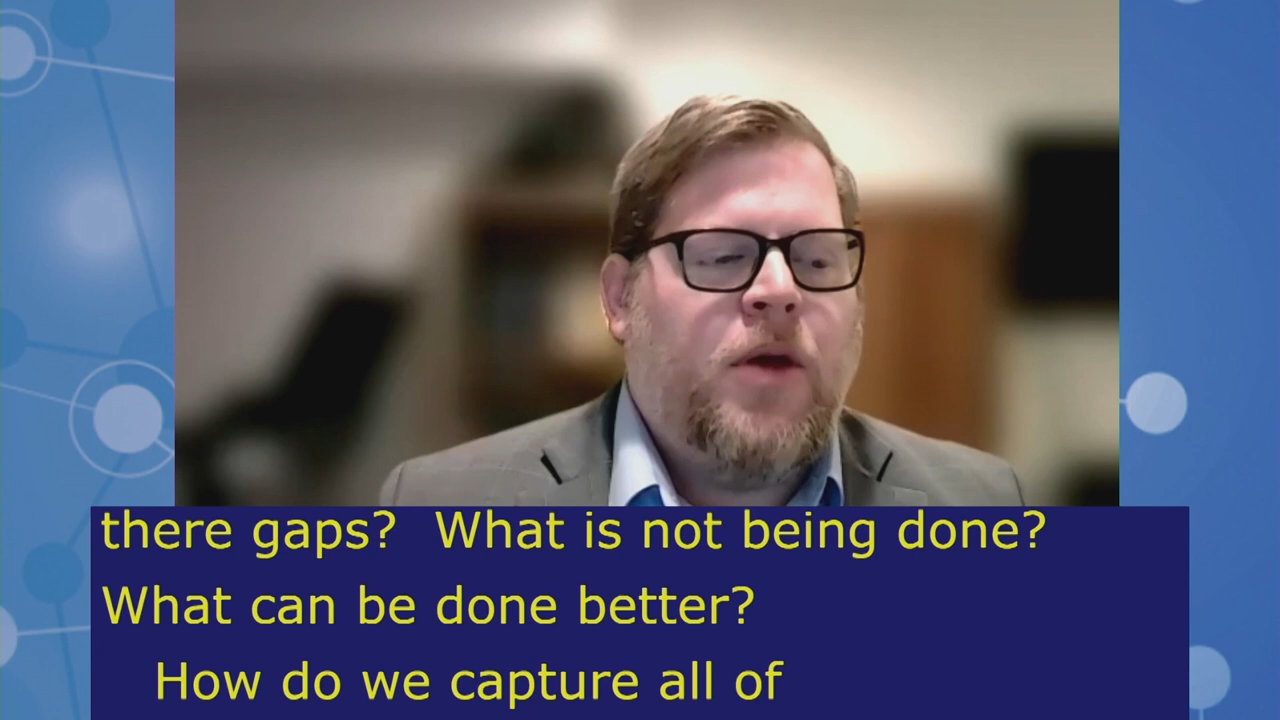 there gaps?  What is not being done?
What can be done better?
How do we capture all of